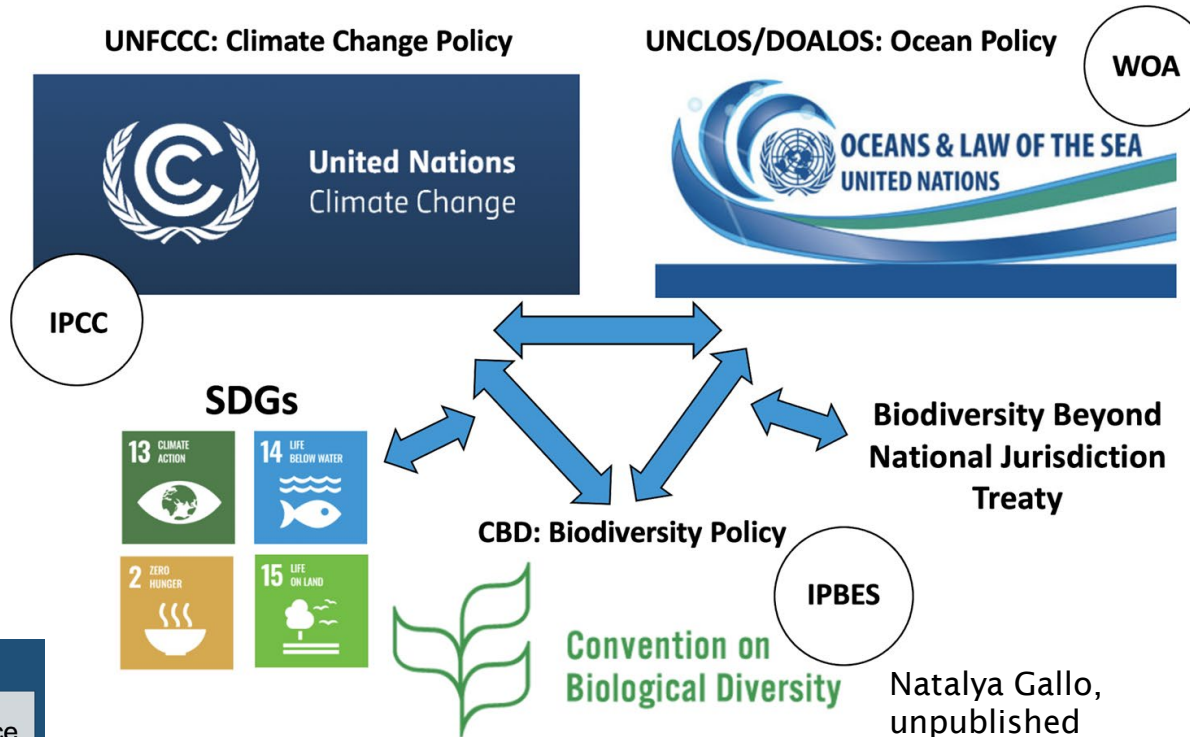 UNFCCC: Climate Change Policy
UNCLOS/DOALOS: Ocean Policy
WOA
United Nations
Climate Change
OCEANS & LAW OF THE SEA
UNITED NATIONS
IPCC
SDGs
13 CLIMATE
ACTION
14 LIFE
BELOW WATER
2 ZERO
HUNGER
15 LIFE
ON LAND
Biodiversity Beyond
National Jurisdiction
Treaty
CBD: Biodiversity Policy
IPBES
Convention on
Biological Diversity
Natalya Gallo,
unpublished